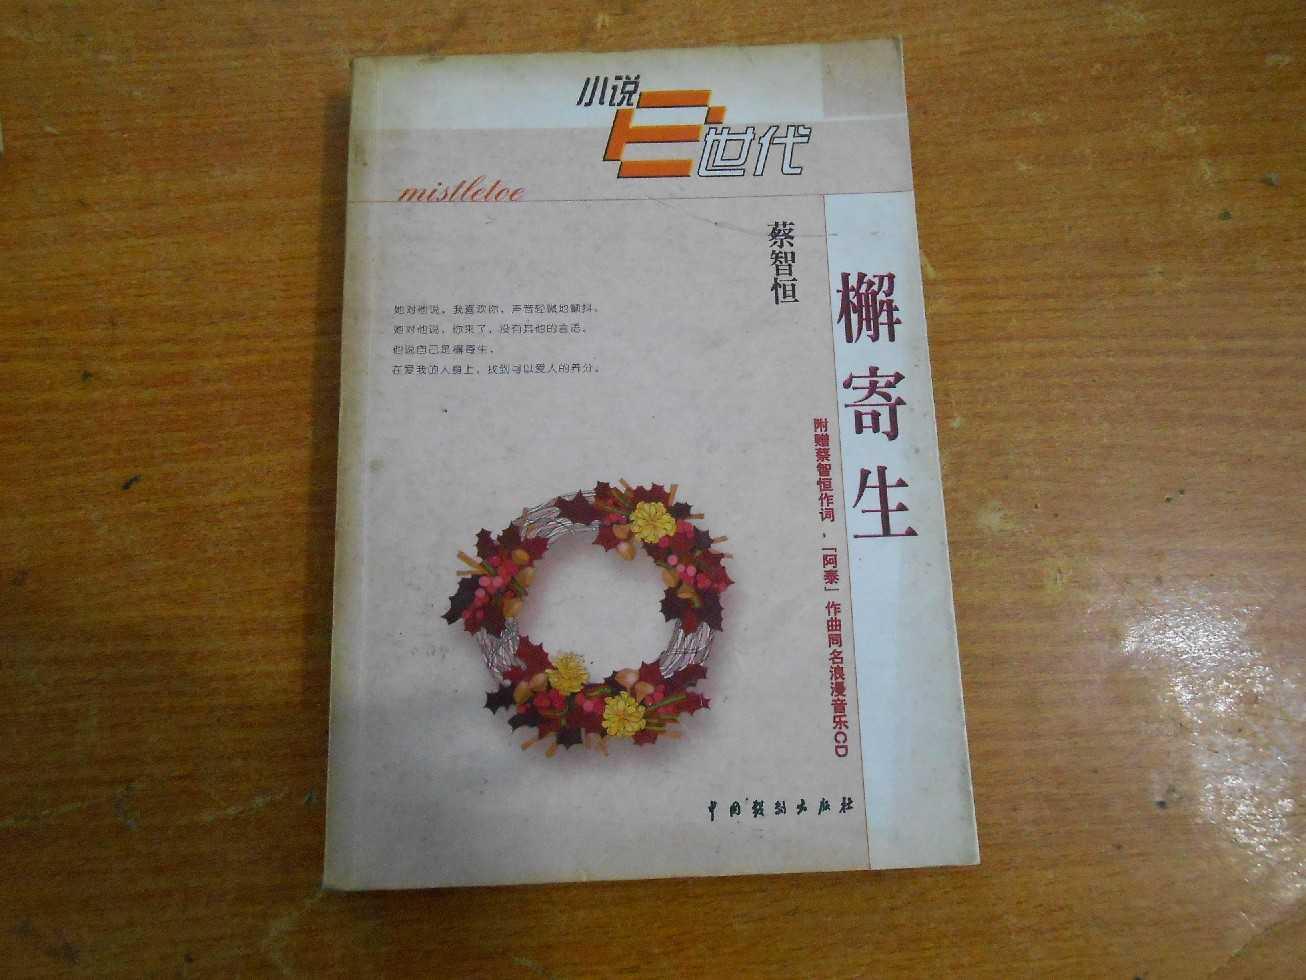 小说
E世代
mistletoe
蔡智恒
檞寄生
她对他说，我喜欢你，声音轻喊地颤抖。
她对他说，你来了，没有其他的言语。
他说自己是檞寄生，
在爱我的人身上，找到可以爱人的养分。
附赠蔡智恒作词，「阿泰」作曲同名浪漫音乐CD
中国戏剧出版社